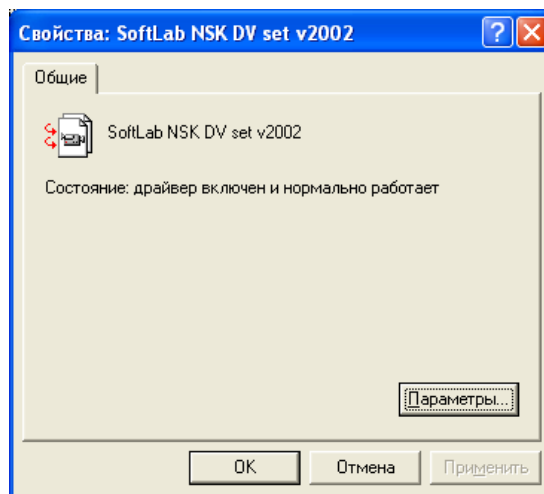 Свойства: SoftLab NSK DV set v2002
Общие
SoftLab NSK DV set v2002
Состояние: драйвер включен и нормально работает
Параметры...
OK Отмена Применить